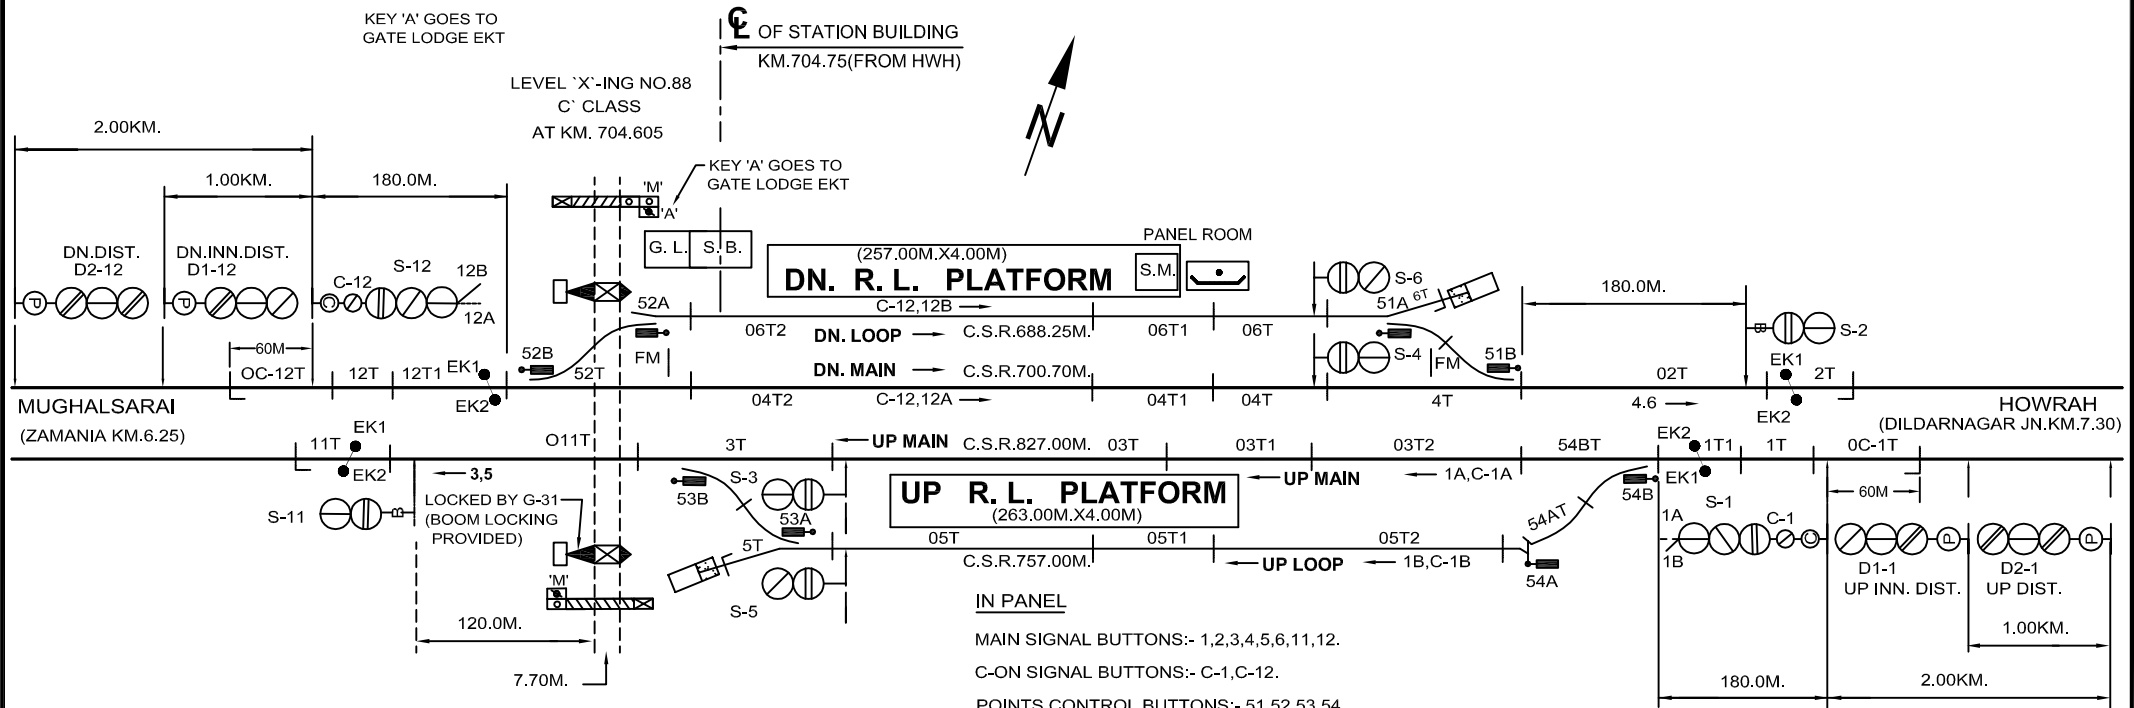 KEY 'A' GOES TO
GATE LODGE EKT
℄ OF STATION BUILDING
KM.704.75(FROM HWH)
LEVEL `X`-ING NO.88
C` CLASS
AT KM. 704.605
N
2.00KM.
1.00KM.
180.0M.
KEY 'A' GOES TO
GATE LODGE EKT
'M'
'A'
G. L.
S. B.
(257.00M.X4.00M)
DN. R. L. PLATFORM
PANEL ROOM
S.M.
DN.DIST.
D2-12
DN.INN.DIST.
D1-12
C-12
S-12
12B
12A
P
P
C
52A
C-12,12B
S-6
51A
6T
180.0M.
B
S-2
06T2
DN. LOOP
C.S.R.688.25M.
06T1
06T
60M
52B
FM
DN. MAIN
C.S.R.700.70M.
S-4
FM
51B
OC-12T
12T
12T1
EK1
EK2
52T
04T2
C-12,12A
04T1
04T
4T
02T
4.6
EK1
EK2
2T
MUGHALSARAI
(ZAMANIA KM.6.25)
HOWRAH
(DILDARNAGAR JN.KM.7.30)
11T
EK1
EK2
O11T
3T
UP MAIN
C.S.R.827.00M.
03T
03T1
03T2
54BT
EK2
EK1
1T1
1T
0C-1T
3,5
UP MAIN
1A,C-1A
S-11
B
LOCKED BY G-31
(BOOM LOCKING
PROVIDED)
53B
S-3
53A
UP R. L. PLATFORM
(263.00M.X4.00M)
54B
54AT
1A
1B
S-1
C-1
C
60M
P
P
5T
05T
05T1
05T2
C.S.R.757.00M.
UP LOOP
1B,C-1B
54A
D1-1
UP INN. DIST.
D2-1
UP DIST.
'M'
S-5
120.0M.
7.70M.
1.00KM.
180.0M.
2.00KM.
IN PANEL
MAIN SIGNAL BUTTONS:- 1,2,3,4,5,6,11,12.
C-ON SIGNAL BUTTONS:- C-1,C-12.
POINTS CONTROL BUTTONS:- 51,52,53,54